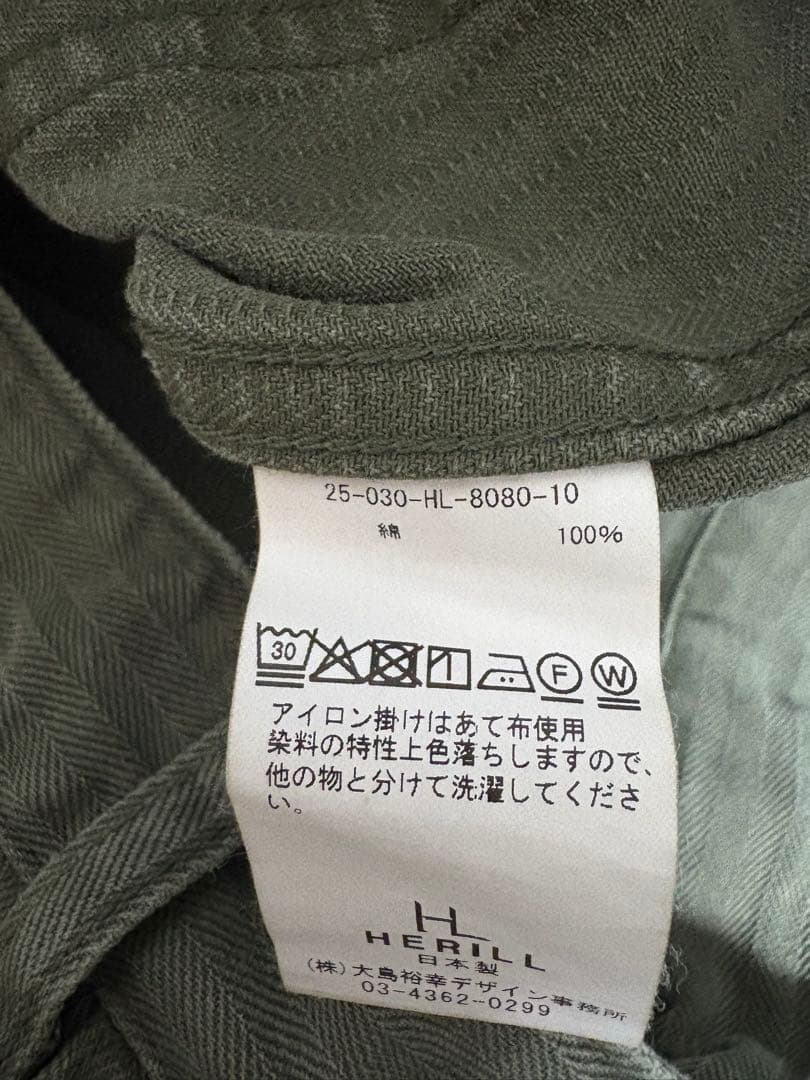 25-030-HL-8080-10
綿 100%
30 F W
アイロン掛けはあて布使用
染料の特性上色落ちしますので、
他の物と分けて洗濯してくださ
い。
HL
HERILL
日本製
(株)大島裕幸デザイン事務所
03-4362-0299